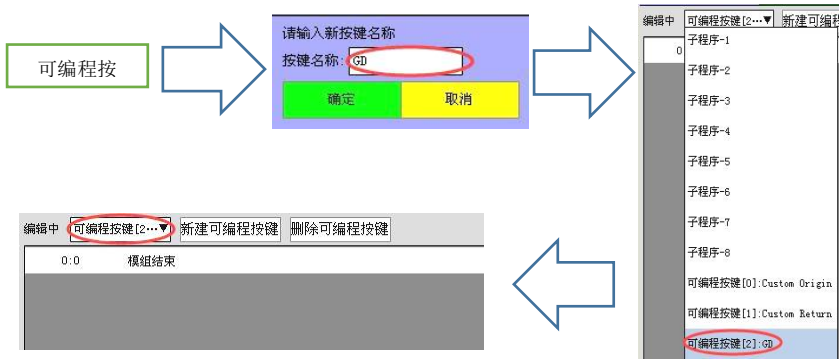 可编程按
请输入新按键名称
按键名称: GD
确定 取消
编辑中 可编程按键[2…▼ 新建可编程
0
子程序-1
子程序-2
子程序-3
子程序-4
子程序-5
子程序-6
子程序-7
子程序-8
可编程按键[0]:Custom Origin
可编程按键[1]:Custom Return
可编程按键[2]:GD
编辑中 可编程按键[2…▼ 新建可编程按键 删除可编程按键
0:0 模组结束